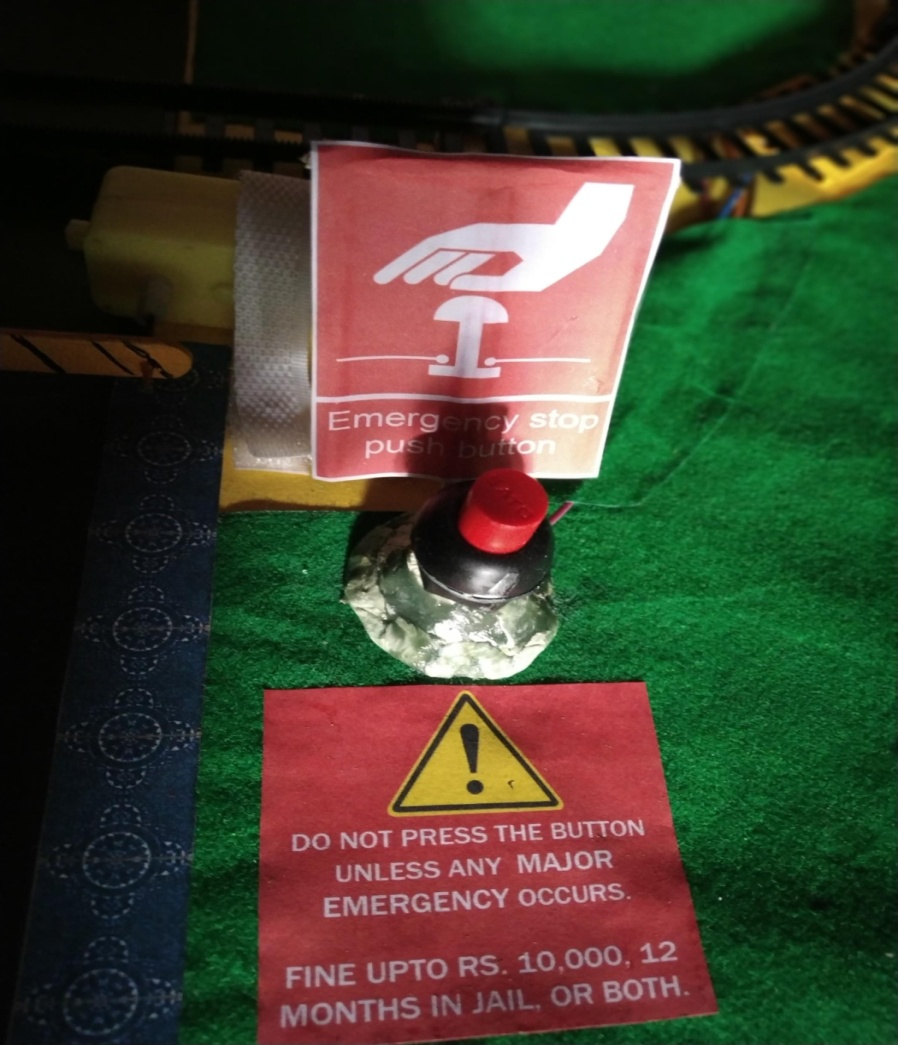 Emergency stop
push button
DO NOT PRESS THE BUTTON
UNLESS ANY MAJOR
EMERGENCY OCCURS.
FINE UPTO RS. 10,000, 12
MONTHS IN JAIL, OR BOTH.